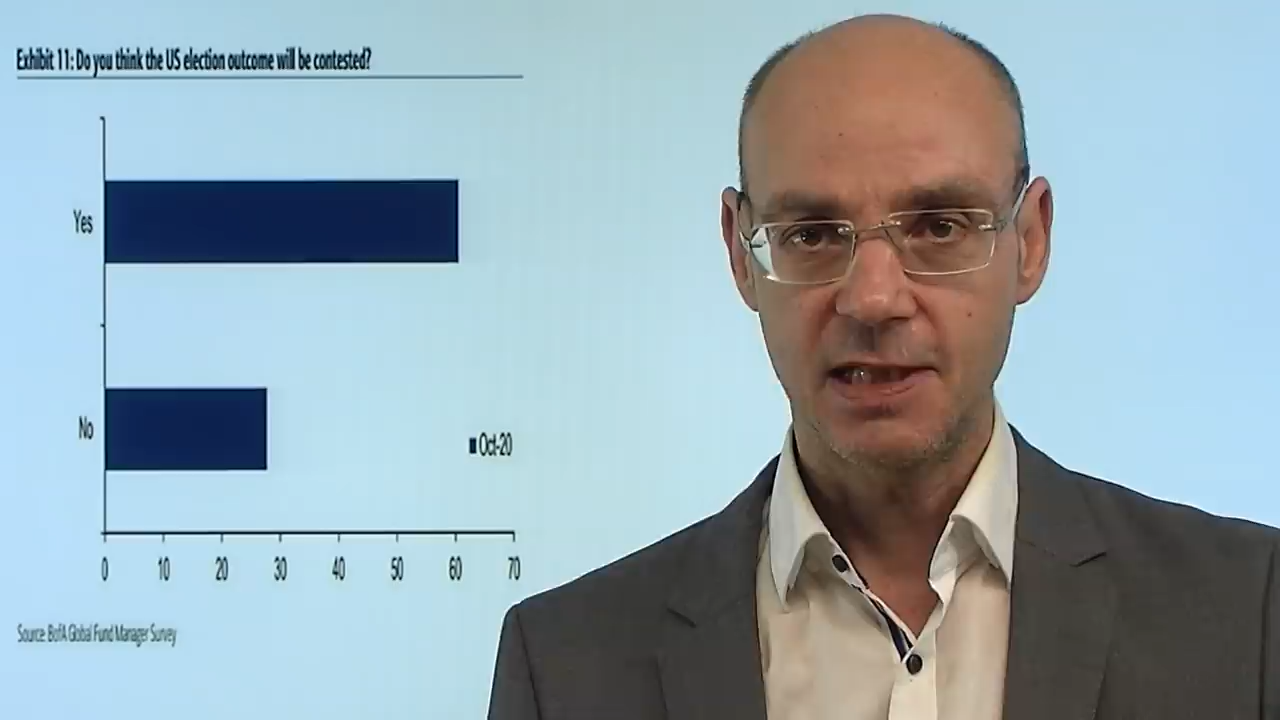 Exhibit 11: Do you think the US election outcome will be contested?
Yes
No
Oct-20
0 10 20 30 40 50 60 70
Source: BofA Global Fund Manager Survey